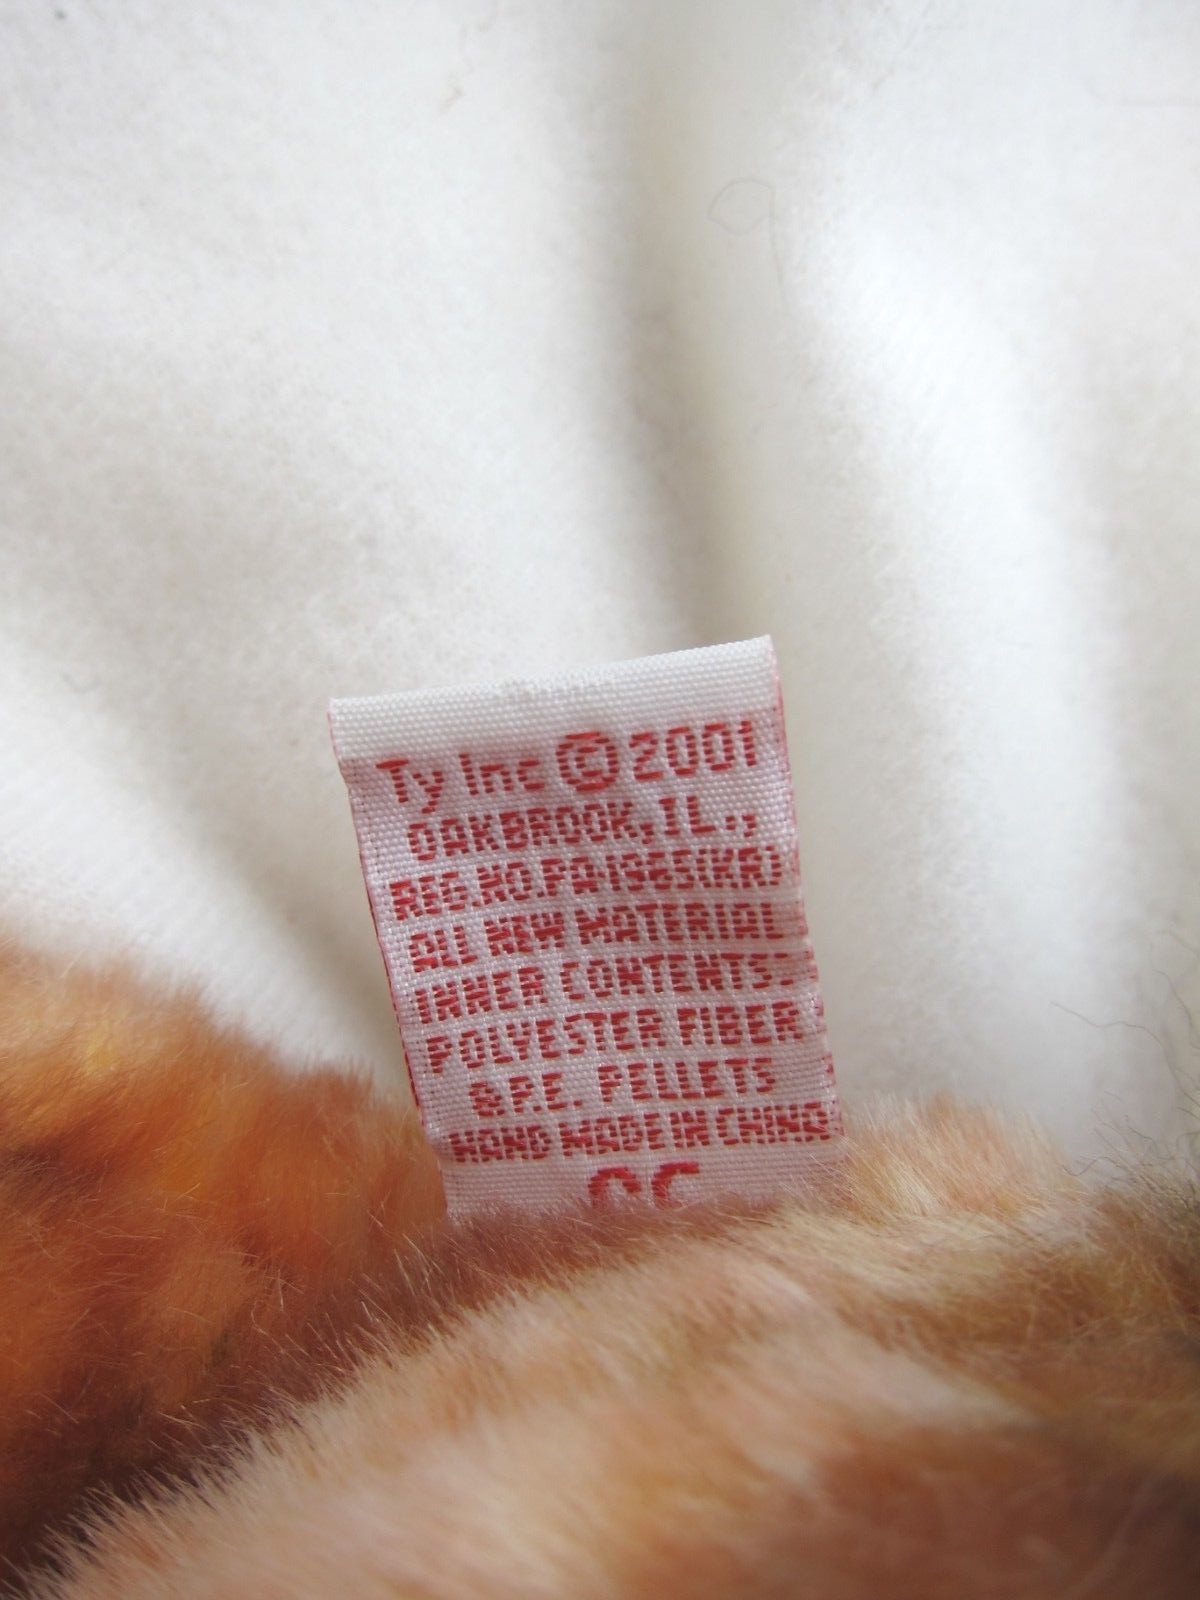 Ty Inc © 2001
OAKBROOK, IL.,
REG.NO.PA1965(KR)
ALL NEW MATERIAL
INNER CONTENTS:
POLYESTER FIBER
& P.E. PELLETS
HAND MADE IN CHINA